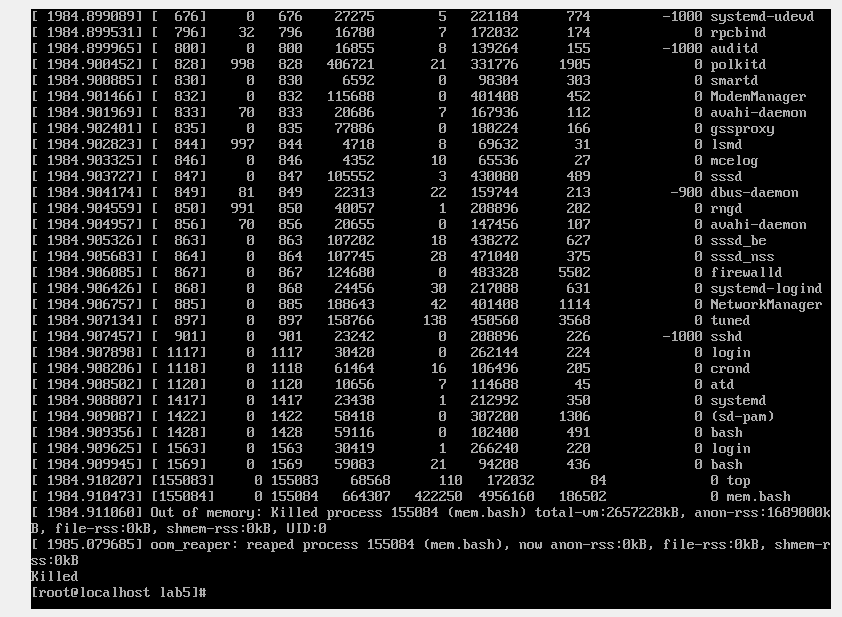 [ 1984.899089] [  676]     0   676    27275        5   221184      774         -1000 systemd-udevd
[ 1984.899531] [  796]    32   796    16780        7   172032      174             0 rpcbind
[ 1984.899965] [  800]     0   800    16855        8   139264      155         -1000 auditd
[ 1984.900452] [  828]   998   828   406721       21   331776     1905             0 polkitd
[ 1984.900885] [  830]     0   830     6592        0    98304      303             0 smartd
[ 1984.901466] [  832]     0   832   115688        0   401408      452             0 ModemManager
[ 1984.901969] [  833]    70   833    20686        7   167936      112             0 avahi-daemon
[ 1984.902401] [  835]     0   835    77886        0   180224      166             0 gssproxy
[ 1984.902823] [  844]   997   844     4718        8    69632       31             0 lsmd
[ 1984.903325] [  846]     0   846     4352       10    65536       27             0 mcelog
[ 1984.903727] [  847]     0   847   105552        3   430080      489             0 sssd
[ 1984.904174] [  849]    81   849    22313       22   159744      213          -900 dbus-daemon
[ 1984.904559] [  850]   991   850    40057        1   208896      202             0 rngd
[ 1984.904957] [  856]    70   856    20655        0   147456      107             0 avahi-daemon
[ 1984.905326] [  863]     0   863   107202       18   438272      627             0 sssd_be
[ 1984.905683] [  864]     0   864   107745       28   471040      375             0 sssd_nss
[ 1984.906085] [  867]     0   867   124680        0   483328     5502             0 firewalld
[ 1984.906426] [  868]     0   868    24456       30   217088      631             0 systemd-logind
[ 1984.906757] [  885]     0   885   188643       42   401408     1114             0 NetworkManager
[ 1984.907134] [  897]     0   897   158766      138   450560     3568             0 tuned
[ 1984.907457] [  901]     0   901    23242        0   208896      226         -1000 sshd
[ 1984.907898] [ 1117]     0  1117    30420        0   262144      224             0 login
[ 1984.908206] [ 1118]     0  1118    61464       16   106496      205             0 crond
[ 1984.908502] [ 1120]     0  1120    10656        7   114688       45             0 atd
[ 1984.908807] [ 1417]     0  1417    23438        1   212992      350             0 systemd
[ 1984.909087] [ 1422]     0  1422    58418        0   307200     1306             0 (sd-pam)
[ 1984.909356] [ 1428]     0  1428    59116        0   102400      491             0 bash
[ 1984.909625] [ 1563]     0  1563    30419        1   266240      220             0 login
[ 1984.909945] [ 1569]     0  1569    59083       21    94208      436             0 bash
[ 1984.910207] [155083]     0 155083    68568      110   172032       84             0 top
[ 1984.910473] [155084]     0 155084   664307   422250  4956160   186502             0 mem.bash
[ 1984.911060] Out of memory: Killed process 155084 (mem.bash) total-vm:2657228kB, anon-rss:1689000k
B, file-rss:0kB, shmem-rss:0kB, UID:0
[ 1985.079685] oom_reaper: reaped process 155084 (mem.bash), now anon-rss:0kB, file-rss:0kB, shmem-r
ss:0kB
Killed
[root@localhost lab5]#